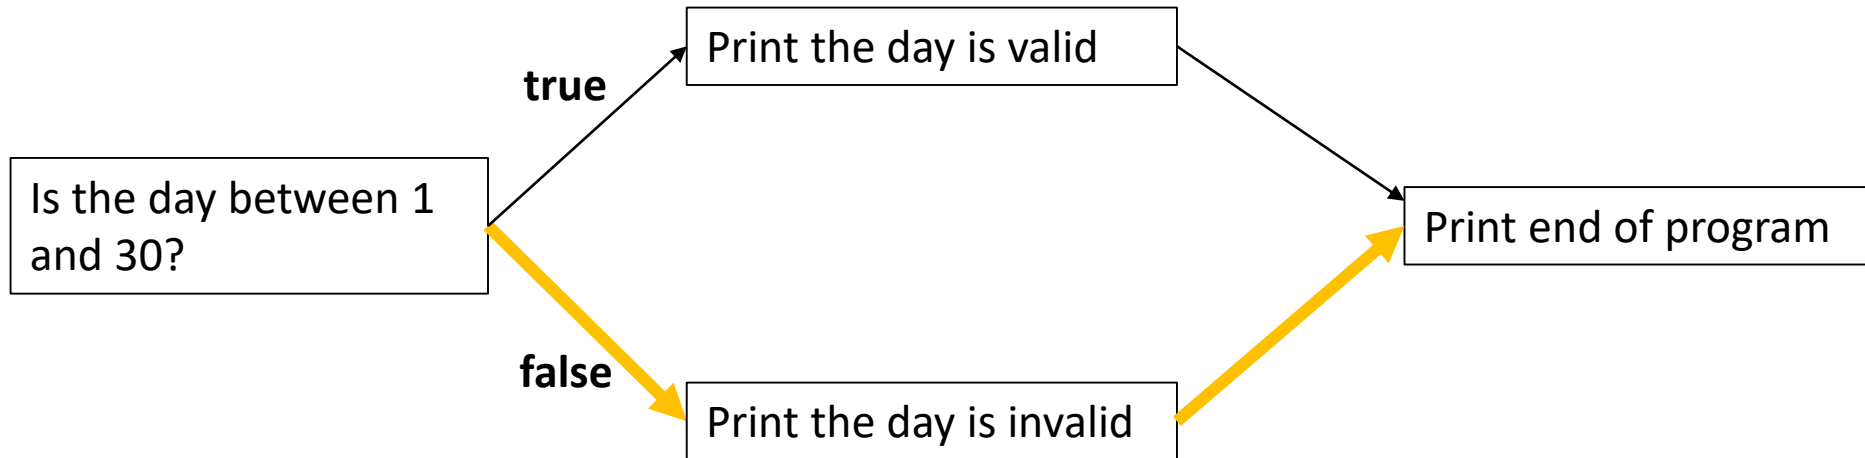 Print the day is valid
true
Is the day between 1
and 30?
Print end of program
false
Print the day is invalid